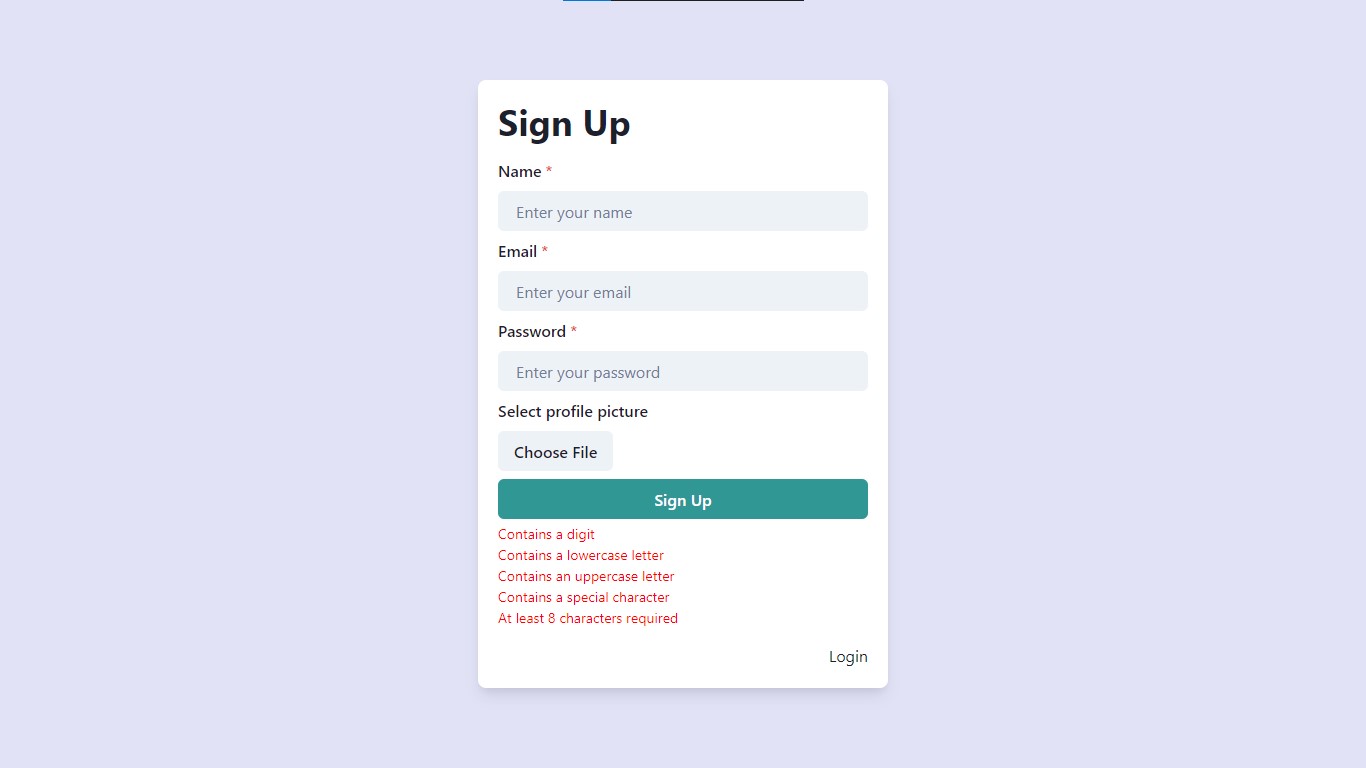 Sign Up
Name *
Enter your name
Email *
Enter your email
Password *
Enter your password
Select profile picture
Choose File
Sign Up
Contains a digit
Contains a lowercase letter
Contains an uppercase letter
Contains a special character
At least 8 characters required
Login